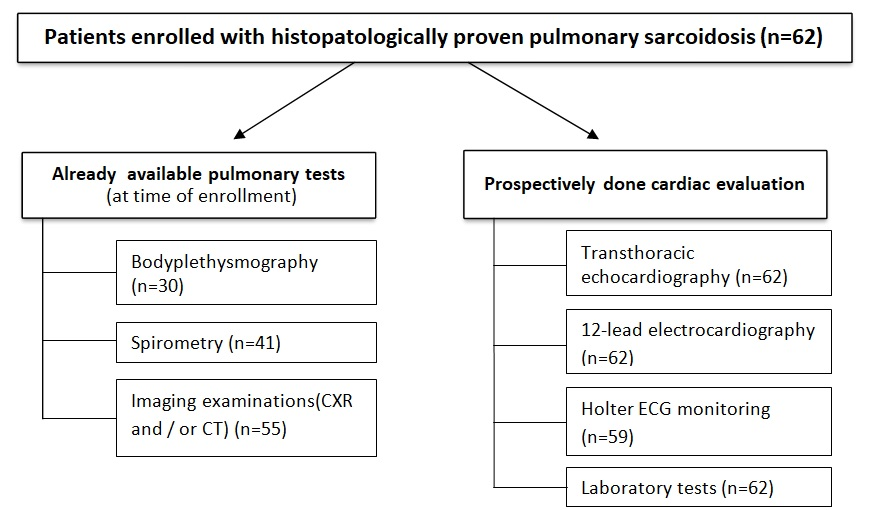 Patients enrolled with histopatologically proven pulmonary sarcoidosis (n=62)
Already available pulmonary tests
(at time of enrollment)
Bodyplethysmography
(n=30)
Spirometry (n=41)
Imaging examinations(CXR
and / or CT) (n=55)
Prospectively done cardiac evaluation
Transthoracic
echocardiography (n=62)
12-lead electrocardiography
(n=62)
Holter ECG monitoring
(n=59)
Laboratory tests (n=62)